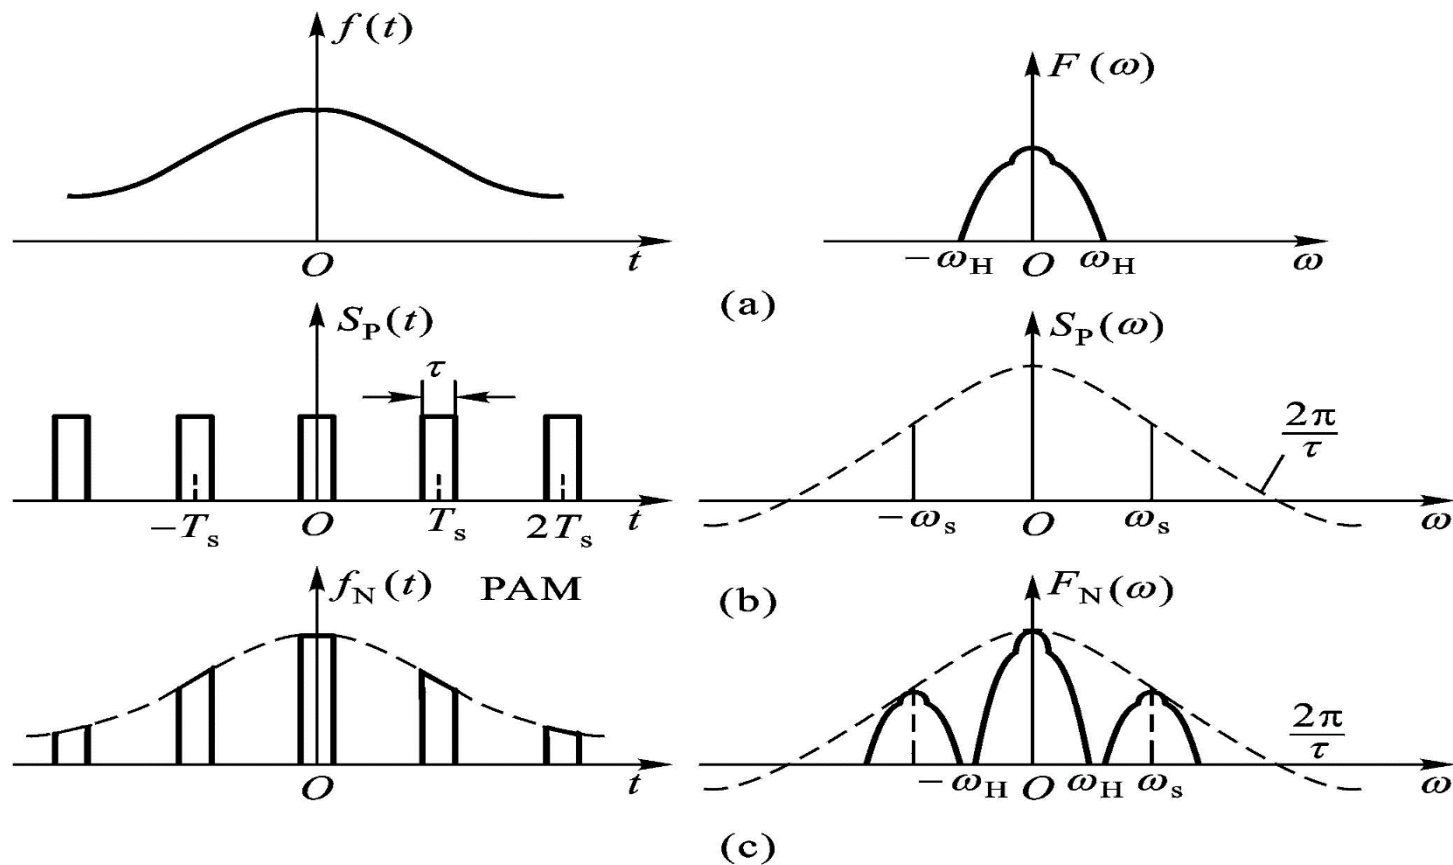 f(t)
F(ω)
O
t
−ω_H
O
ω_H
ω
(a)
S_P(t)
τ
S_P(ω)
2π/τ
−T_s
O
T_s
2T_s
t
−ω_s
O
ω_s
ω
(b)
f_N(t)
PAM
F_N(ω)
2π/τ
O
t
−ω_H
O
ω_H
ω_s
ω
(c)